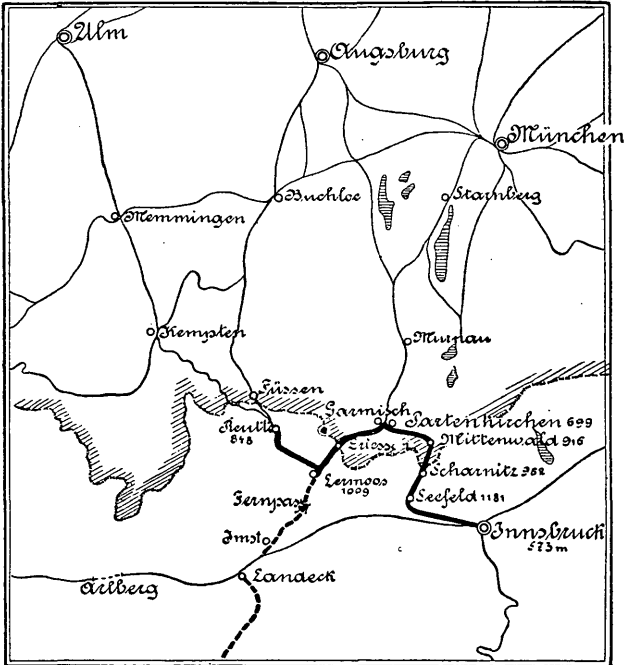 Ulm
Augsburg
München
Buchloe
Starnberg
Memmingen
Kempten
Murnau
Füssen
Garmisch
Partenkirchen 699
Reutte
848
Griesse
Mittenwald 916
Scharnitz 962
Lermoos
1009
Seefeld 1181
Fernpass
Innsbruck
573 m
Imst
Landeck
Arlberg